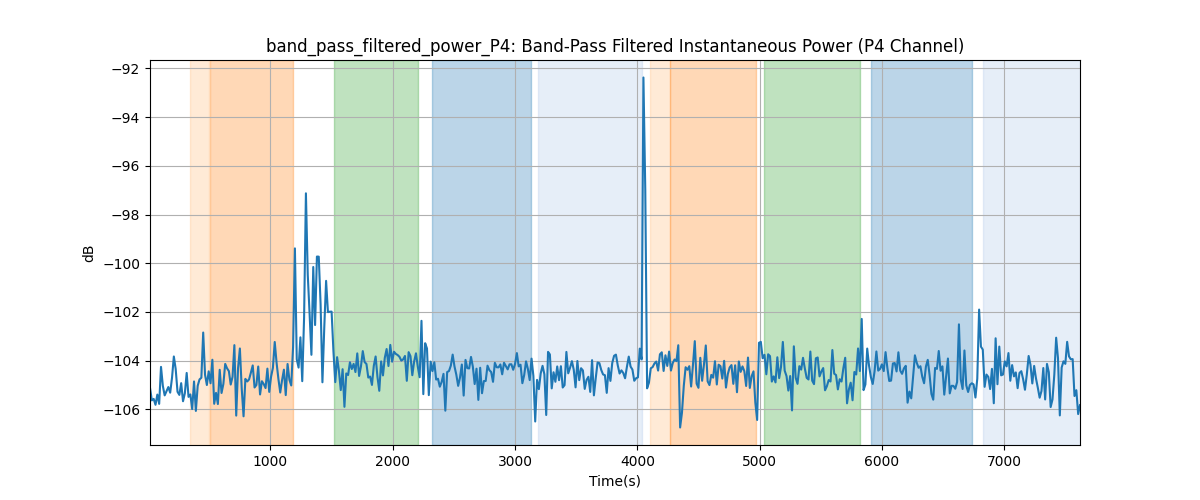 band_pass_filtered_power_P4: Band-Pass Filtered Instantaneous Power (P4 Channel)
−92
−94
−96
−98
−100
−102
−104
−106
dB
1000 2000 3000 4000 5000 6000 7000
Time(s)